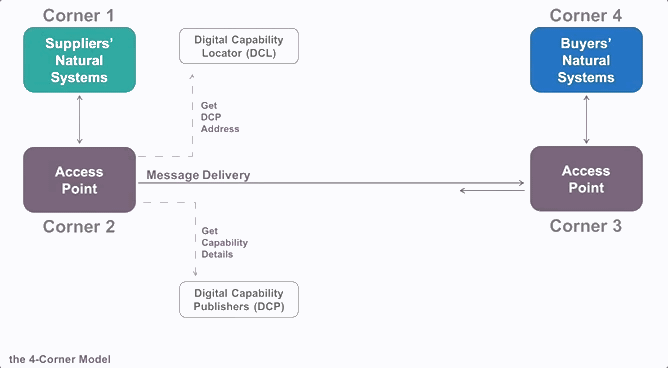 Corner 1
Suppliers'
Natural
Systems
Digital Capability
Locator (DCL)
Corner 4
Buyers'
Natural
Systems
Get
DCP
Address
Access
Point
Message Delivery
Access
Point
Corner 2
Corner 3
Get
Capability
Details
Digital Capability
Publishers (DCP)
the 4-Corner Model